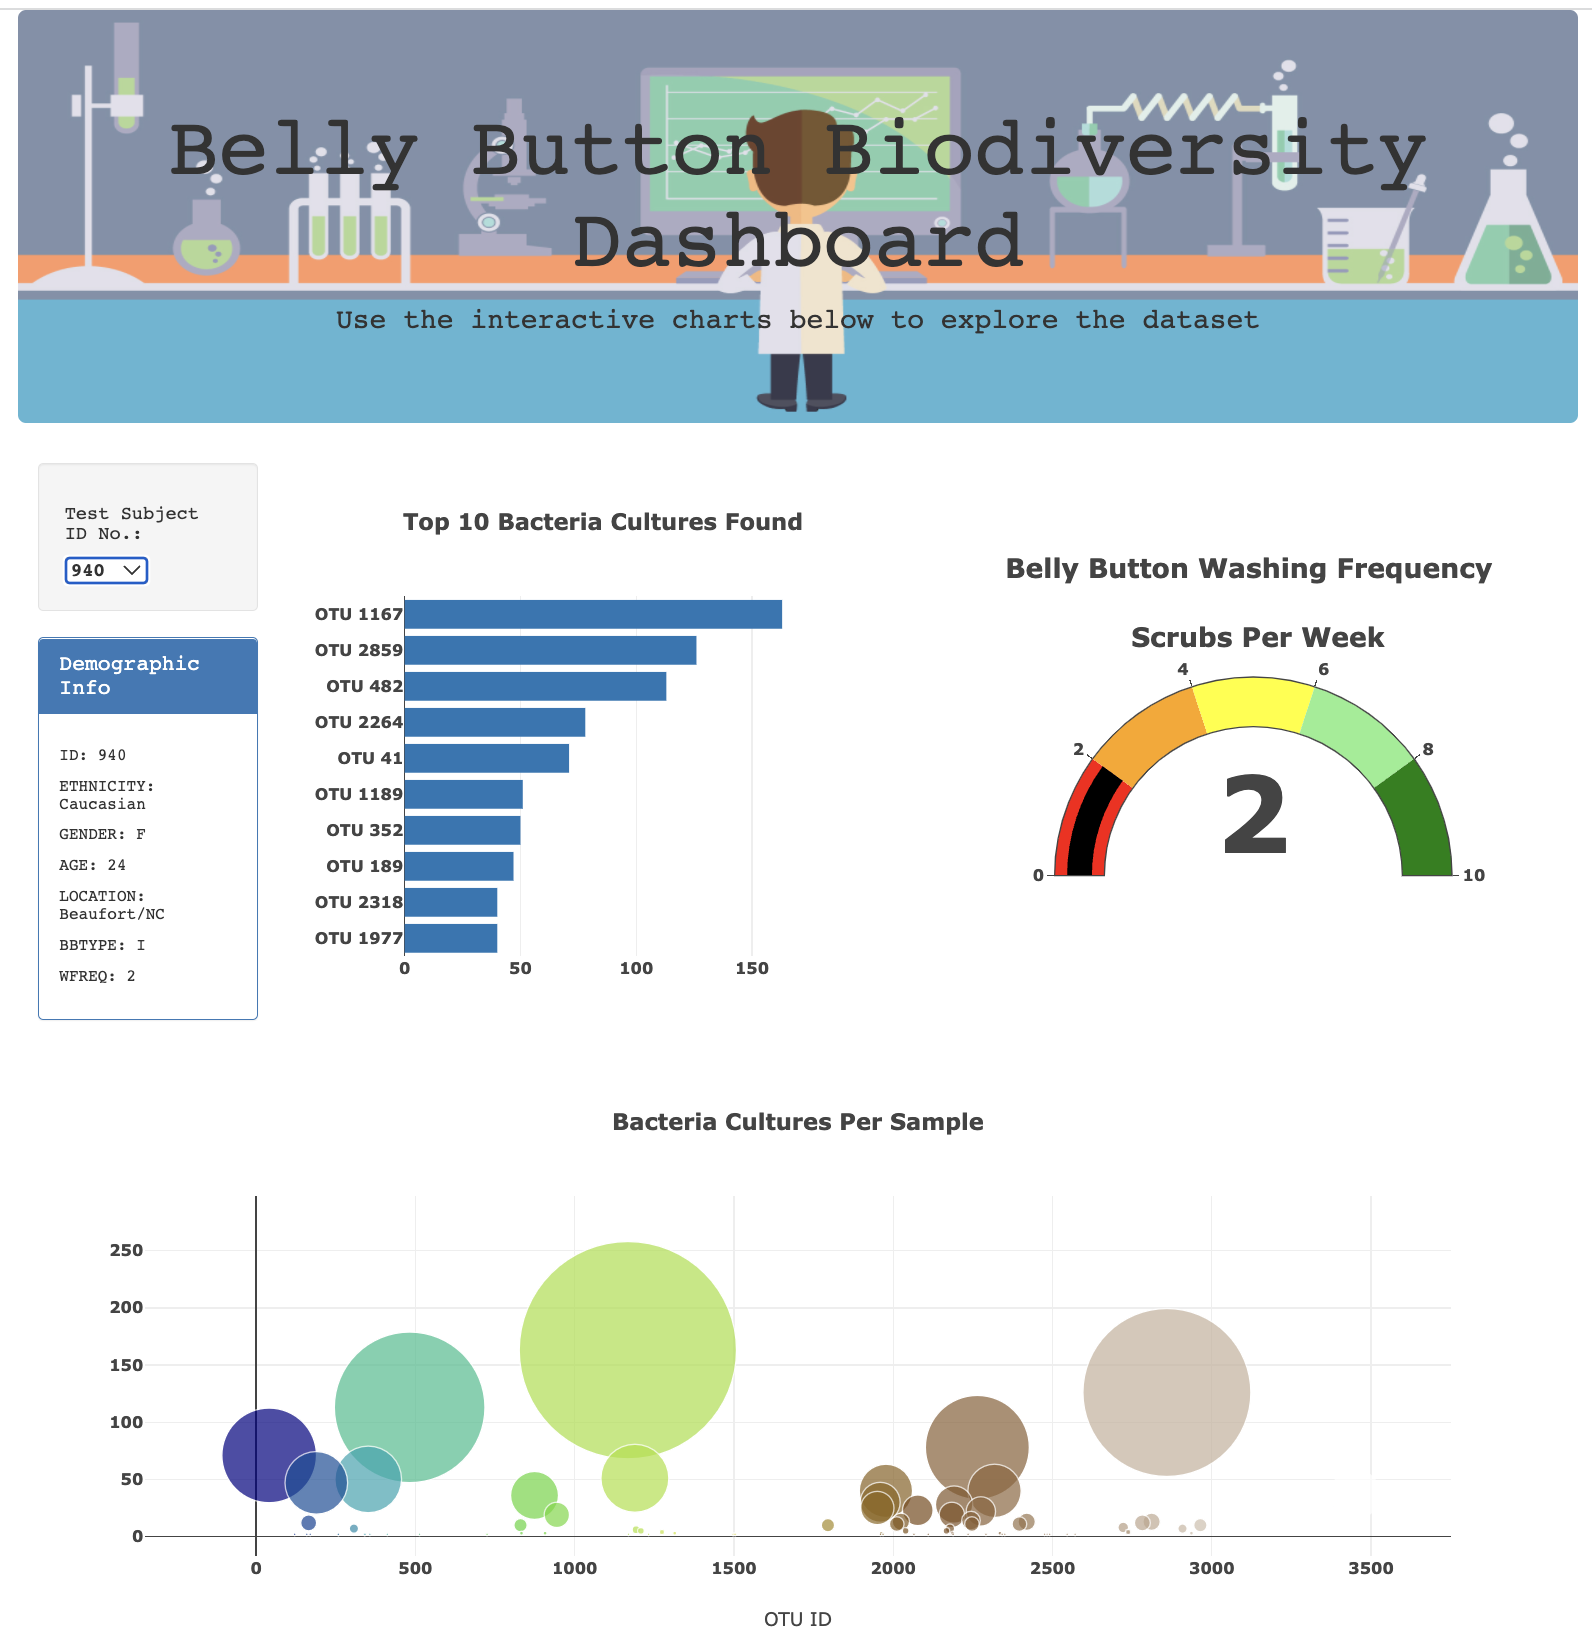 Belly Button Biodiversity
Dashboard
Use the interactive charts below to explore the dataset
Test Subject
ID No.:
940
Demographic
Info
ID: 940
ETHNICITY:
Caucasian
GENDER: F
AGE: 24
LOCATION:
Beaufort/NC
BBTYPE: I
WFREQ: 2
Top 10 Bacteria Cultures Found
OTU 1167
OTU 2859
OTU 482
OTU 2264
OTU 41
OTU 1189
OTU 352
OTU 189
OTU 2318
OTU 1977
0 50 100 150
Belly Button Washing Frequency
Scrubs Per Week
4 6
2 8
2
0 10
Bacteria Cultures Per Sample
250
200
150
100
50
0
0 500 1000 1500 2000 2500 3000 3500
OTU ID